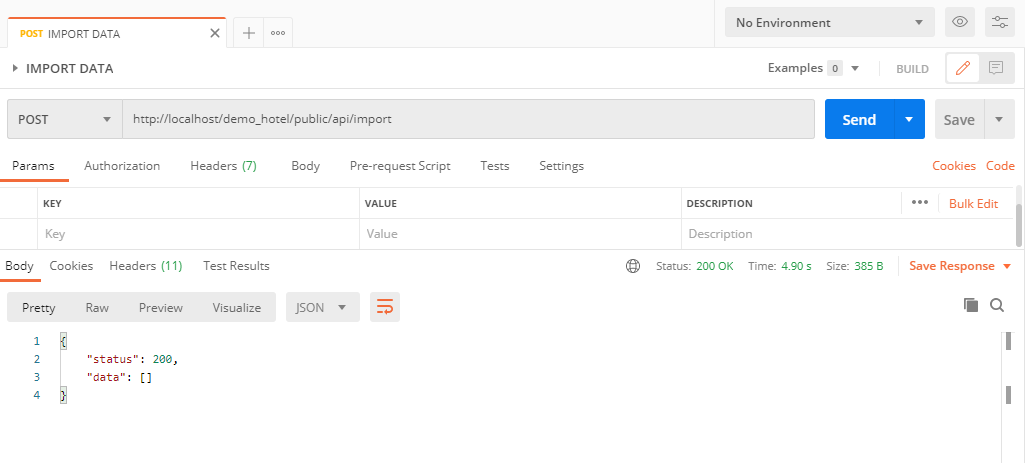 POST IMPORT DATA
No Environment
IMPORT DATA
Examples 0
BUILD
POST
http://localhost/demo_hotel/public/api/import
Send
Save
Params Authorization Headers (7) Body Pre-request Script Tests Settings Cookies Code
KEY VALUE DESCRIPTION Bulk Edit
Key Value Description
Body Cookies Headers (11) Test Results Status: 200 OK Time: 4.90 s Size: 385 B Save Response
Pretty Raw Preview Visualize JSON
1 {
2 "status": 200,
3 "data": []
4 }